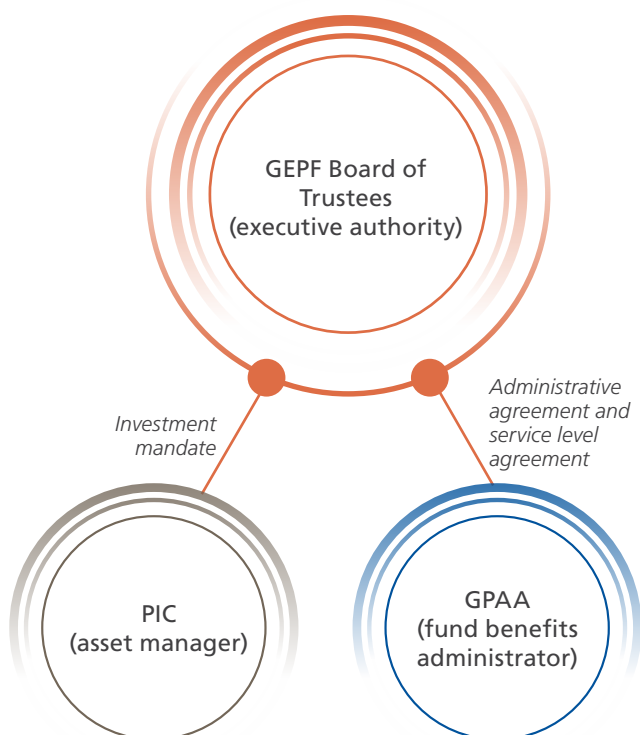 GEPF Board of
Trustees
(executive authority)
Investment
mandate
Administrative
agreement and
service level
agreement
PIC
(asset manager)
GPAA
(fund benefits
administrator)